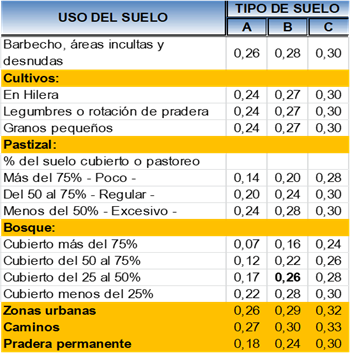 USO DEL SUELO TIPO DE SUELO
A B C
Barbecho, áreas incultas y
desnudas 0,26 0,28 0,30
Cultivos:
En Hilera 0,24 0,27 0,30
Legumbres o rotación de pradera 0,24 0,27 0,30
Granos pequeños 0,24 0,27 0,30
Pastizal:
% del suelo cubierto o pastoreo
Más del 75% - Poco - 0,14 0,20 0,28
Del 50 al 75% - Regular - 0,20 0,24 0,30
Menos del 50% - Excesivo - 0,24 0,28 0,30
Bosque:
Cubierto más del 75% 0,07 0,16 0,24
Cubierto del 50 al 75% 0,12 0,22 0,26
Cubierto del 25 al 50% 0,17 0,26 0,28
Cubierto menos del 25% 0,22 0,28 0,30
Zonas urbanas 0,26 0,29 0,32
Caminos 0,27 0,30 0,33
Pradera permanente 0,18 0,24 0,30